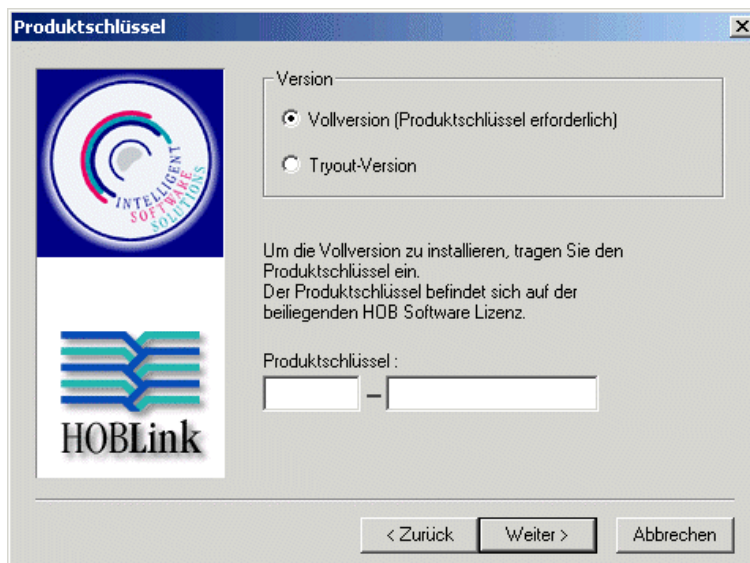 Produktschlüssel
Version
Vollversion (Produktschlüssel erforderlich)
Tryout-Version
INTELLIGENT
SOFTWARE
SOLUTIONS
Um die Vollversion zu installieren, tragen Sie den
Produktschlüssel ein.
Der Produktschlüssel befindet sich auf der
beiliegenden HOB Software Lizenz.
Produktschlüssel :
–
HOBLink
< Zurück
Weiter >
Abbrechen